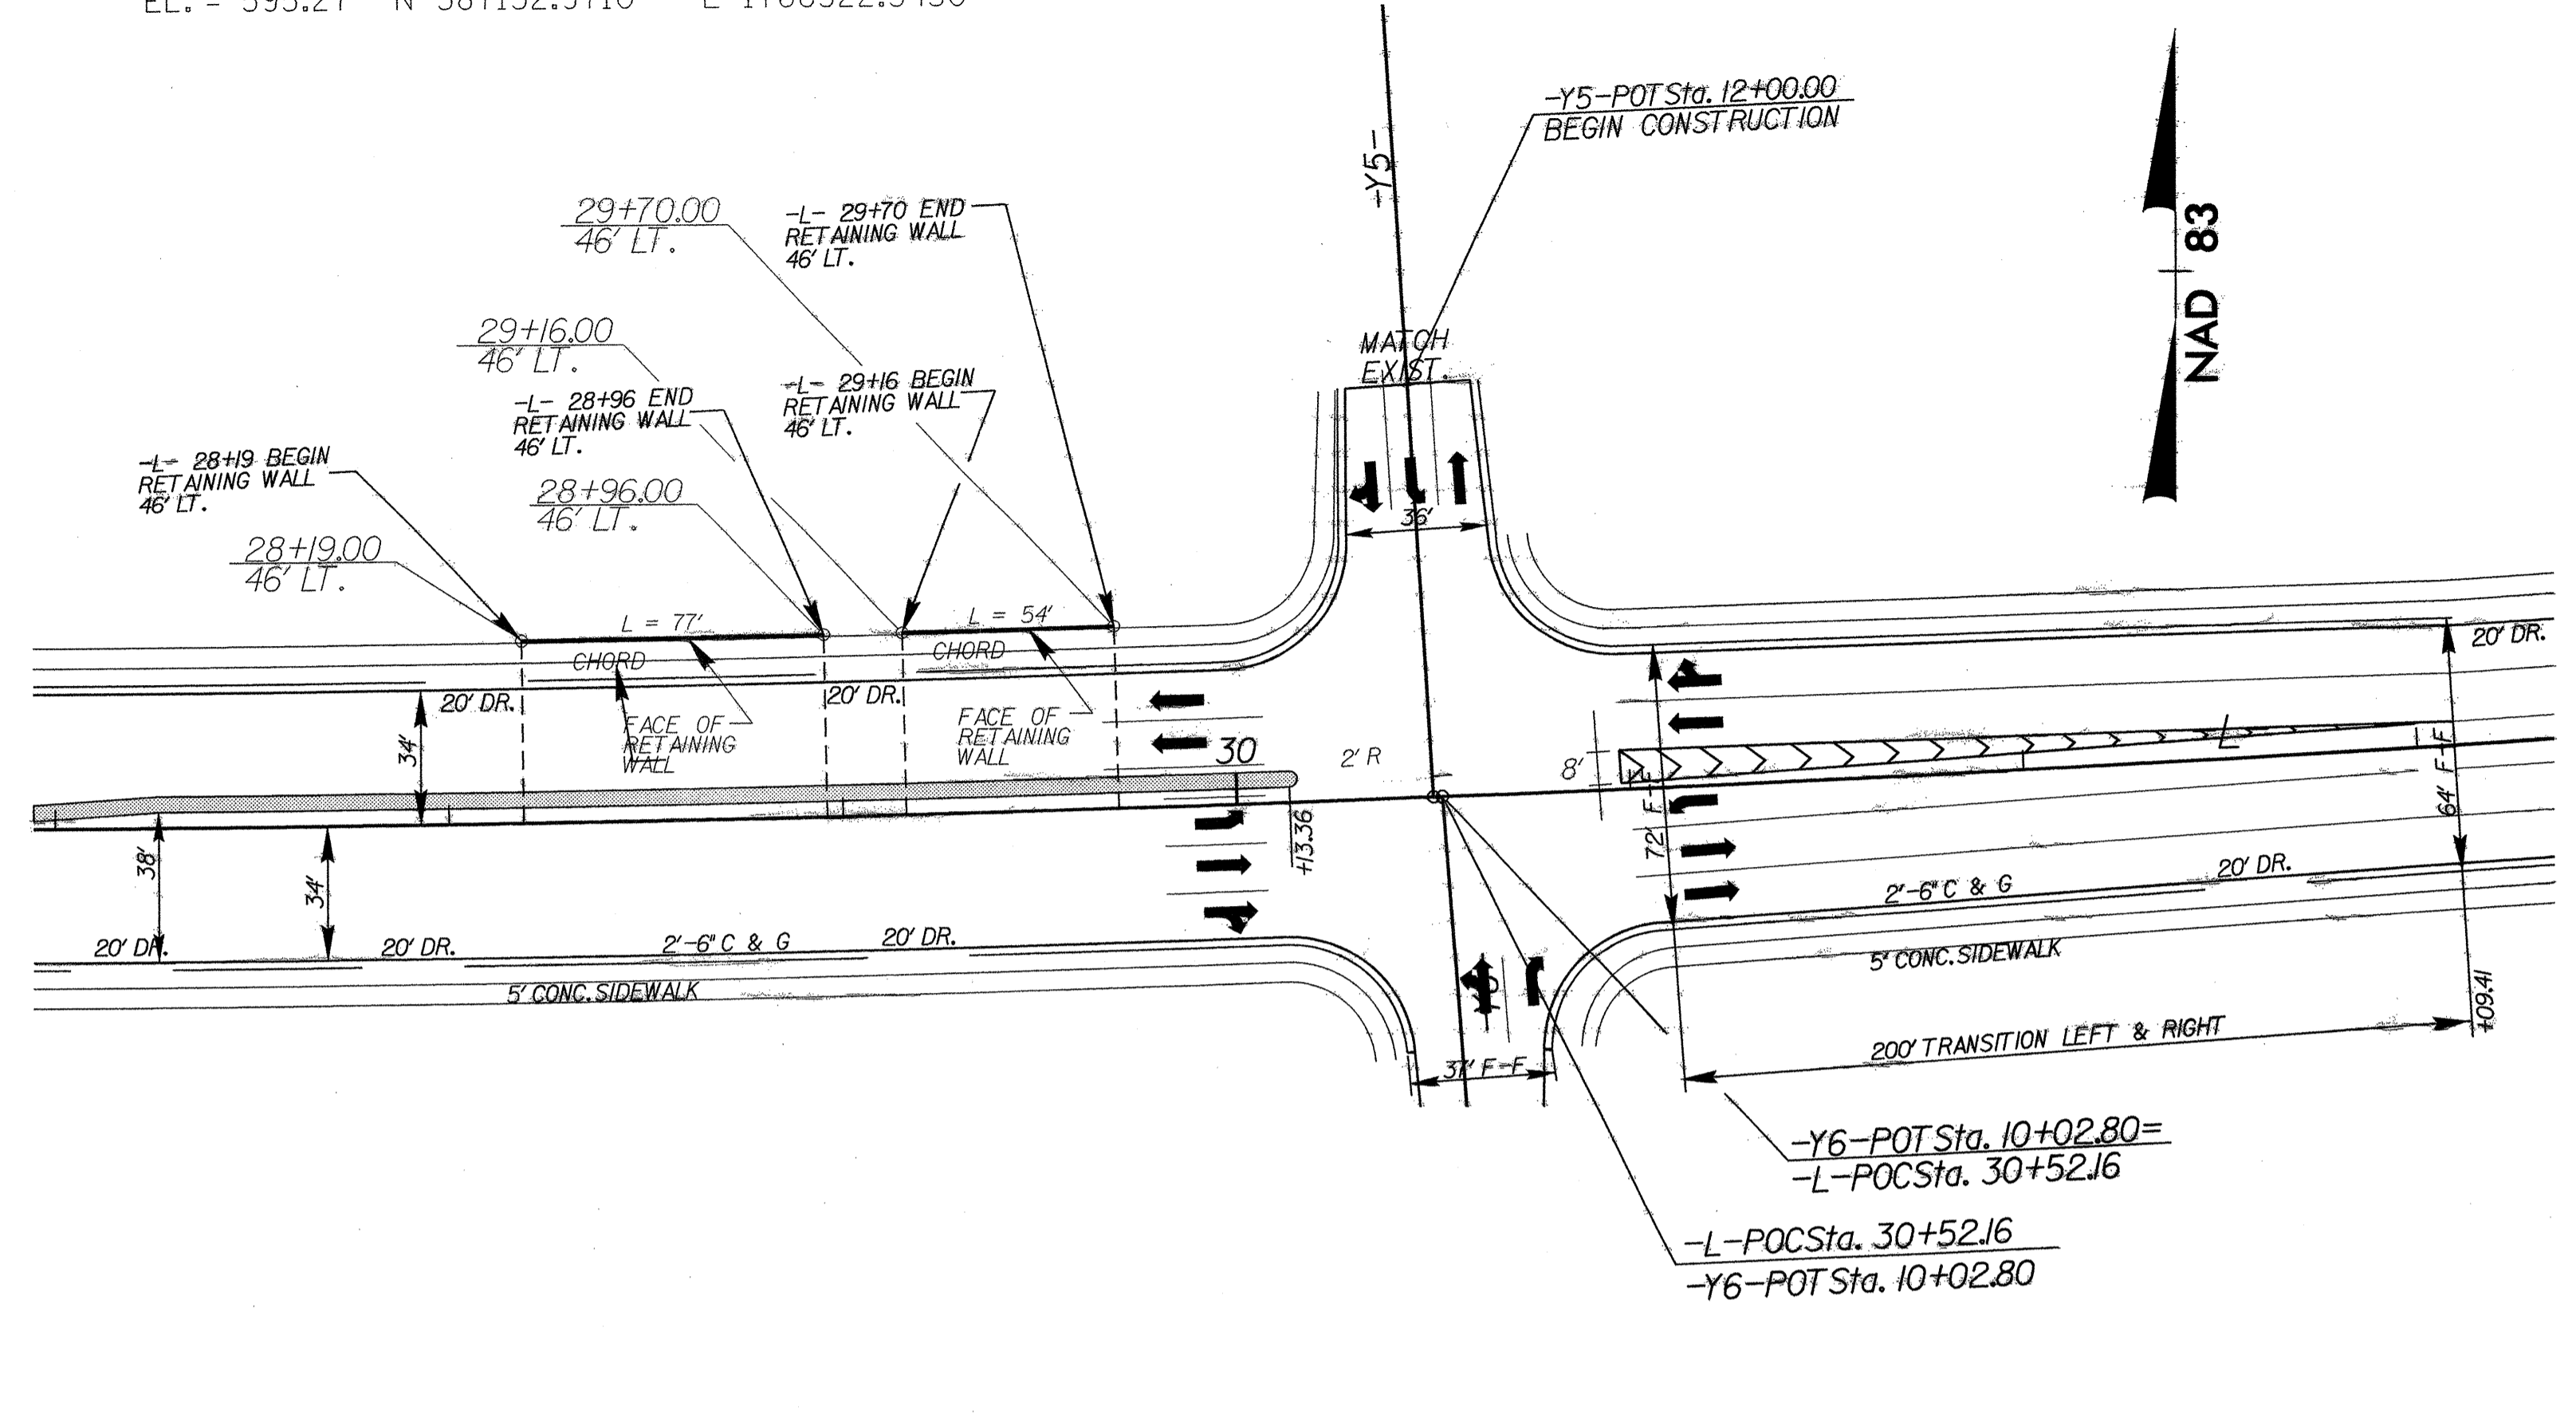 -Y5-POT Sta. 12+00.00
BEGIN CONSTRUCTION
-Y5-
NAD 83
29+70.00
46' LT.
-L- 29+70 END
RETAINING WALL
46' LT.
29+16.00
46' LT.
-L- 28+96 END
RETAINING WALL
46' LT.
-L- 29+16 BEGIN
RETAINING WALL
46' LT.
MATCH
EXIST.
-L- 28+19 BEGIN
RETAINING WALL
46' LT.
28+96.00
46' LT.
28+19.00
46' LT.
36'
L = 77'
CHORD
L = 54'
CHORD
20' DR.
20' DR.
20' DR.
FACE OF
RETAINING
WALL
FACE OF
RETAINING
WALL
34'
30
2' R
8'
L
72' F-F
64' F-F
+13.36
38'
34'
20' DR.
20' DR.
2'-6" C & G
20' DR.
5' CONC. SIDEWALK
2'-6" C & G
20' DR.
5' CONC. SIDEWALK
37' F-F
+09.41
200' TRANSITION LEFT & RIGHT
-Y6-POT Sta. 10+02.80=
-L-POC Sta. 30+52.16
-L-POC Sta. 30+52.16
-Y6-POT Sta. 10+02.80